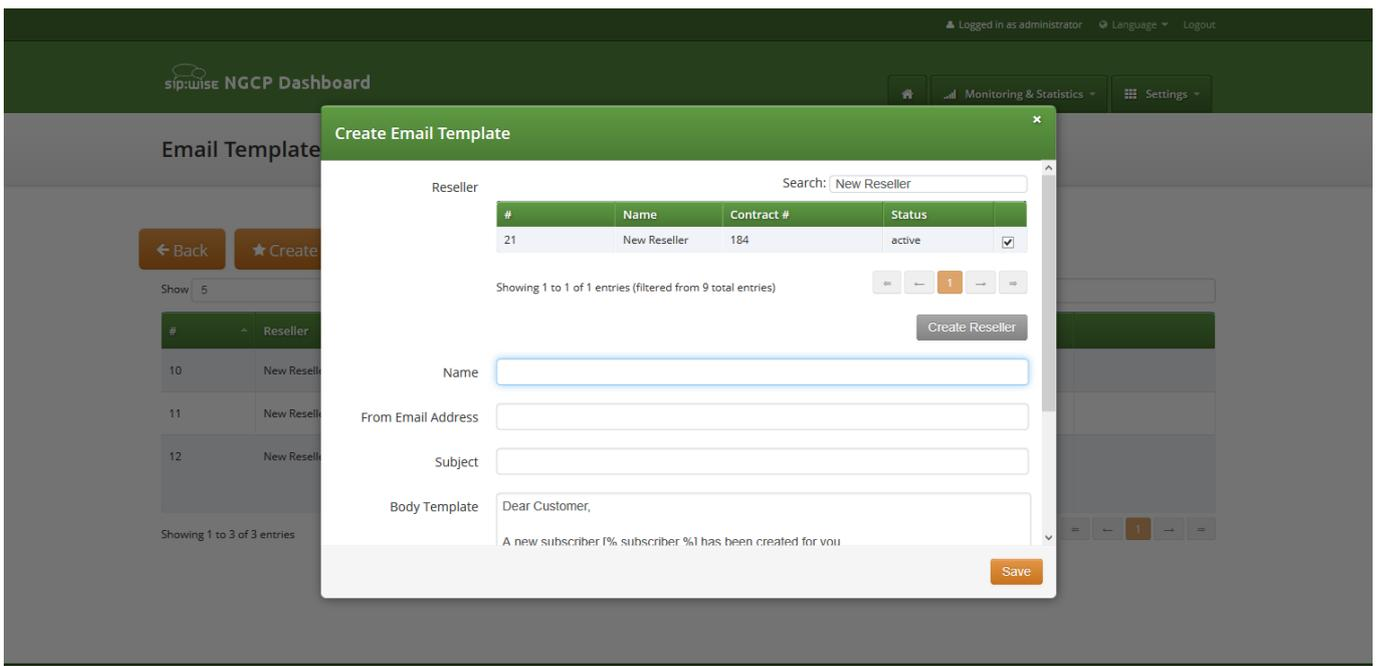 Logged in as administrator Language Logout
sip:wise NGCP Dashboard
Monitoring & Statistics Settings
Email Template
Back Create
Show 5
# Reseller
10 New Reselle
11 New Reselle
12 New Reselle
Showing 1 to 3 of 3 entries
1
Create Email Template ×
Reseller
Search: New Reseller
# Name Contract # Status
21 New Reseller 184 active
Showing 1 to 1 of 1 entries (filtered from 9 total entries)
1
Create Reseller
Name
From Email Address
Subject
Body Template
Dear Customer,
A new subscriber [% subscriber %] has been created for you
Save